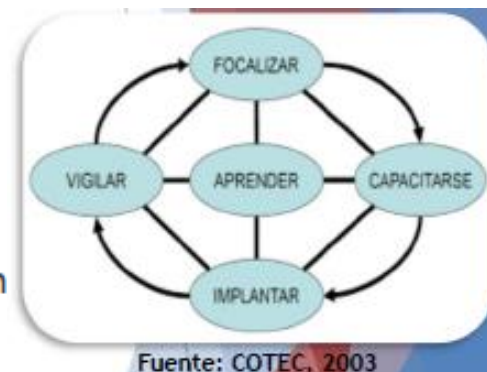 FOCALIZAR
VIGILAR
APRENDER
CAPACITARSE
IMPLANTAR
n
Fuente: COTEC, 2003